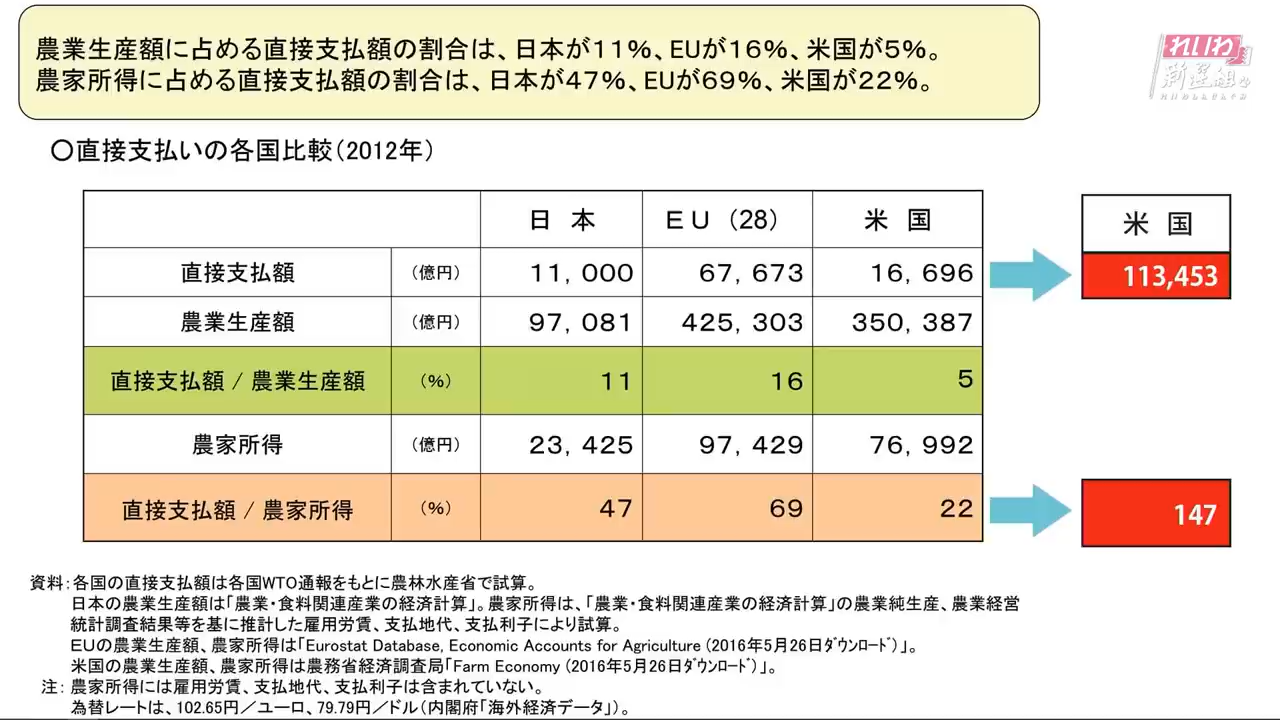 農業生産額に占める直接支払額の割合は、日本が11%、EUが16%、米国が5%。
農家所得に占める直接支払額の割合は、日本が47%、EUが69%、米国が22%。
れいわ
新選組
れいわしんせんぐみ
○直接支払いの各国比較(2012年)
日 本 EU (28) 米 国
米 国
直接支払額 (億円) 11,000 67,673 16,696
113,453
農業生産額 (億円) 97,081 425,303 350,387
直接支払額 / 農業生産額 (%) 11 16 5
農家所得 (億円) 23,425 97,429 76,992
直接支払額 / 農家所得 (%) 47 69 22
147
資料:各国の直接支払額は各国WTO通報をもとに農林水産省で試算。
日本の農業生産額は「農業・食料関連産業の経済計算」。農家所得は、「農業・食料関連産業の経済計算」の農業純生産、農業経営
統計調査結果等を基に推計した雇用労賃、支払地代、支払利子により試算。
EUの農業生産額、農家所得は「Eurostat Database, Economic Accounts for Agriculture (2016年5月26日ダウンロード)」。
米国の農業生産額、農家所得は農務省経済調査局「Farm Economy (2016年5月26日ダウンロード)」。
注: 農家所得には雇用労賃、支払地代、支払利子は含まれていない。
為替レートは、102.65円/ユーロ、79.79円/ドル(内閣府「海外経済データ」)。